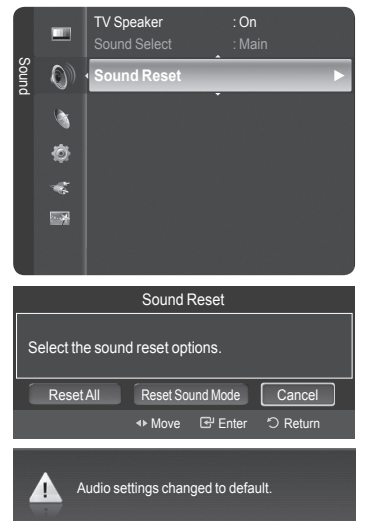 Sound
TV Speaker : On
Sound Select : Main
Sound Reset
Sound Reset
Select the sound reset options.
Reset All Reset Sound Mode Cancel
Move Enter Return
Audio settings changed to default.